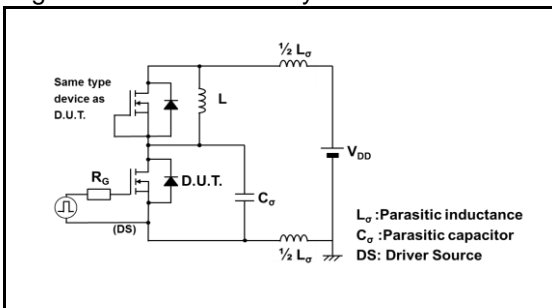 ½ Lσ
Same type
device as
D.U.T.
L
VDD
RG
D.U.T.
Cσ
(DS)
½ Lσ
Lσ :Parasitic inductance
Cσ :Parasitic capacitor
DS: Driver Source